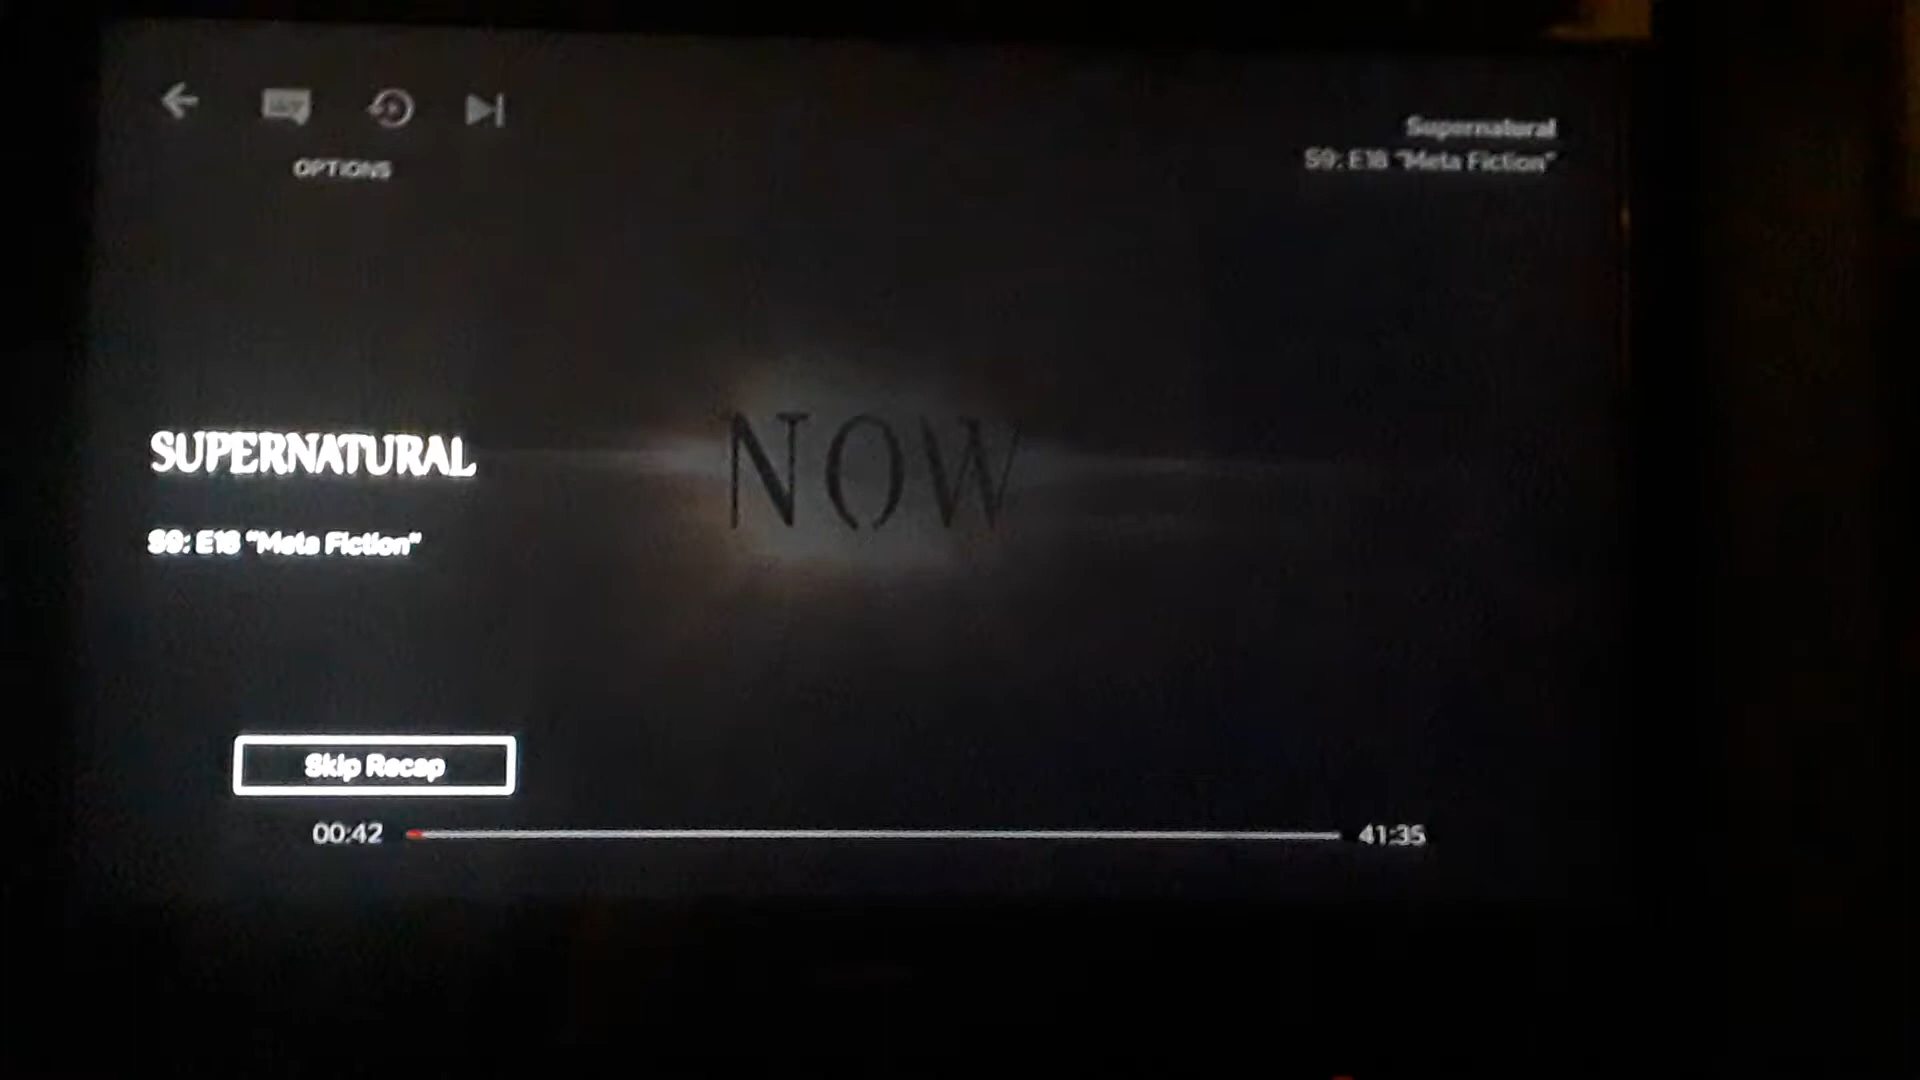 OPTIONS
Supernatural
S9: E18 "Meta Fiction"
NOW
SUPERNATURAL
S9: E18 "Meta Fiction"
Skip Recap
00:42
41:35